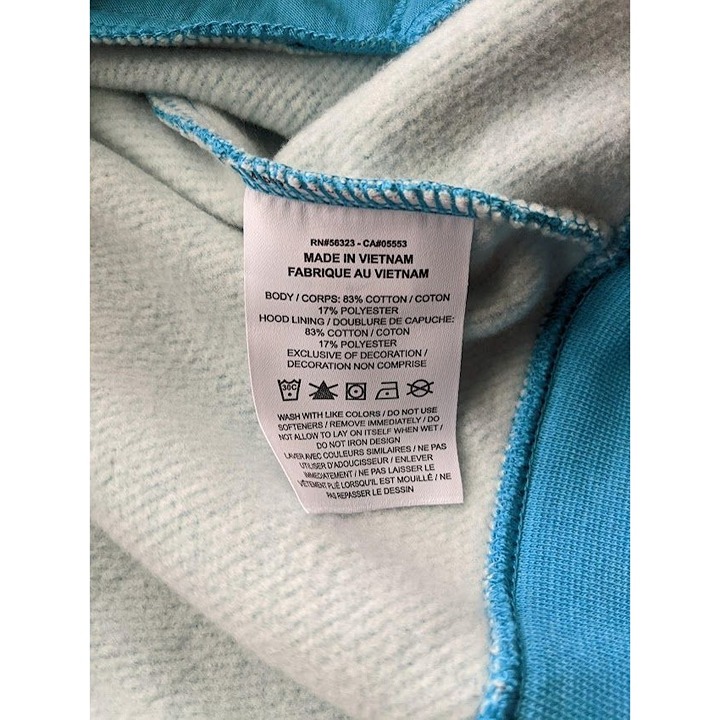 RN#56323 - CA#05553
MADE IN VIETNAM
FABRIQUE AU VIETNAM
BODY / CORPS: 83% COTTON / COTON
17% POLYESTER
HOOD LINING / DOUBLURE DE CAPUCHE:
83% COTTON / COTON
17% POLYESTER
EXCLUSIVE OF DECORATION /
DECORATION NON COMPRISE
30C
WASH WITH LIKE COLORS / DO NOT USE
SOFTENERS / REMOVE IMMEDIATELY / DO
NOT ALLOW TO LAY ON ITSELF WHEN WET /
DO NOT IRON DESIGN
LAVER AVEC COULEURS SIMILAIRES / NE PAS
UTILISER D'ADOUCISSEUR / ENLEVER
IMMÉDIATEMENT / NE PAS LAISSER LE
VÊTEMENT PLIÉ LORSQU'IL EST MOUILLÉ / NE
PAS REPASSER LE DESSIN